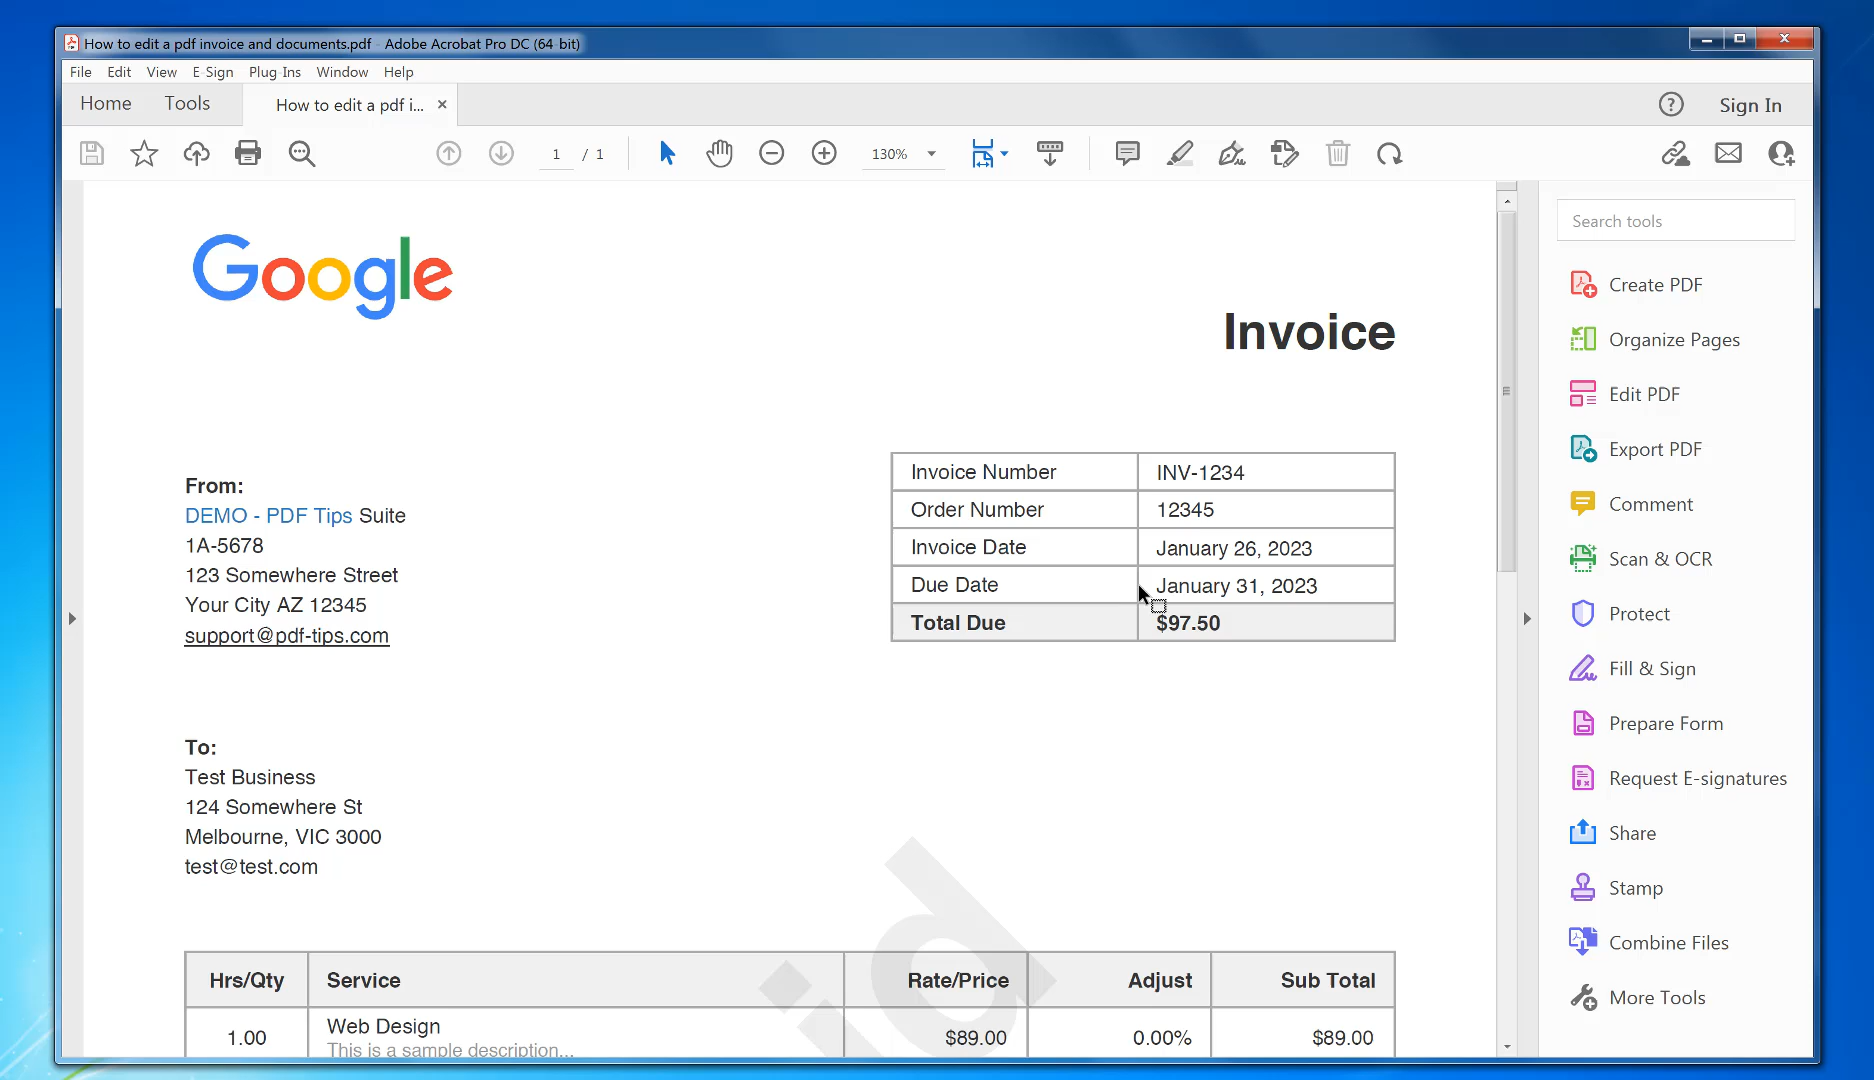 How to edit a pdf invoice and documents.pdf - Adobe Acrobat Pro DC (64-bit)
File Edit View E-Sign Plug-Ins Window Help
Home Tools How to edit a pdf i... Sign In
1 / 1 130%
Google
Invoice
Invoice Number INV-1234
Order Number 12345
Invoice Date January 26, 2023
Due Date January 31, 2023
Total Due $97.50
From:
DEMO - PDF Tips Suite
1A-5678
123 Somewhere Street
Your City AZ 12345
support@pdf-tips.com
To:
Test Business
124 Somewhere St
Melbourne, VIC 3000
test@test.com
Hrs/Qty Service Rate/Price Adjust Sub Total
1.00 Web Design $89.00 0.00% $89.00
This is a sample description...
id
Search tools
Create PDF
Organize Pages
Edit PDF
Export PDF
Comment
Scan & OCR
Protect
Fill & Sign
Prepare Form
Request E-signatures
Share
Stamp
Combine Files
More Tools